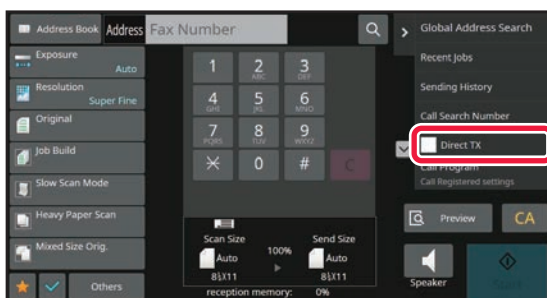 Address Book
Address
Fax Number
Global Address Search
Exposure
Auto
Resolution
Super Fine
Original
Job Build
Slow Scan Mode
Heavy Paper Scan
Mixed Size Orig.
Others
1
2 ABC
3 DEF
4 GHI
5 JKL
6 MNO
7 PQRS
8 TUV
9 WXYZ
0
#
C
Scan Size
Send Size
Auto
100%
Auto
8½X11
8½X11
reception memory: 0%
Recent Jobs
Sending History
Call Search Number
Direct TX
Call Program
Call Registered settings
Preview
CA
Speaker
Start